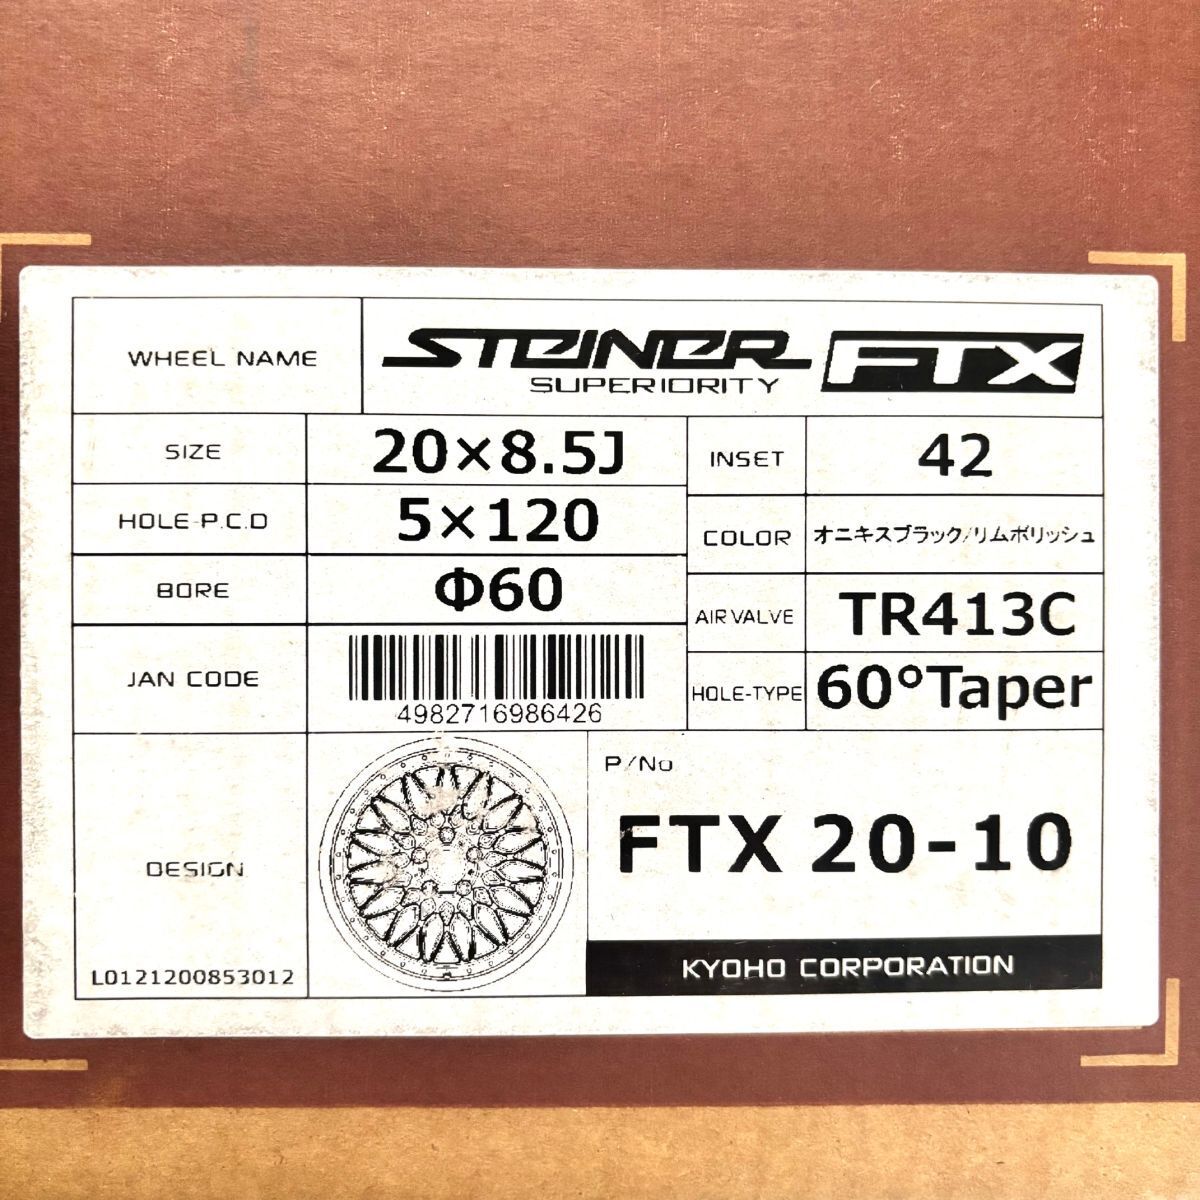 WHEEL NAME
STEINER FTX
SUPERIORITY
SIZE
20×8.5J
INSET
42
HOLE-P.C.D
5×120
COLOR
オニキスブラック/リムポリッシュ
BORE
Φ60
AIR VALVE
TR413C
JAN CODE
4982716986426
HOLE-TYPE
60°Taper
DESIGN
L0121200853012
P/No
FTX 20-10
KYOHO CORPORATION